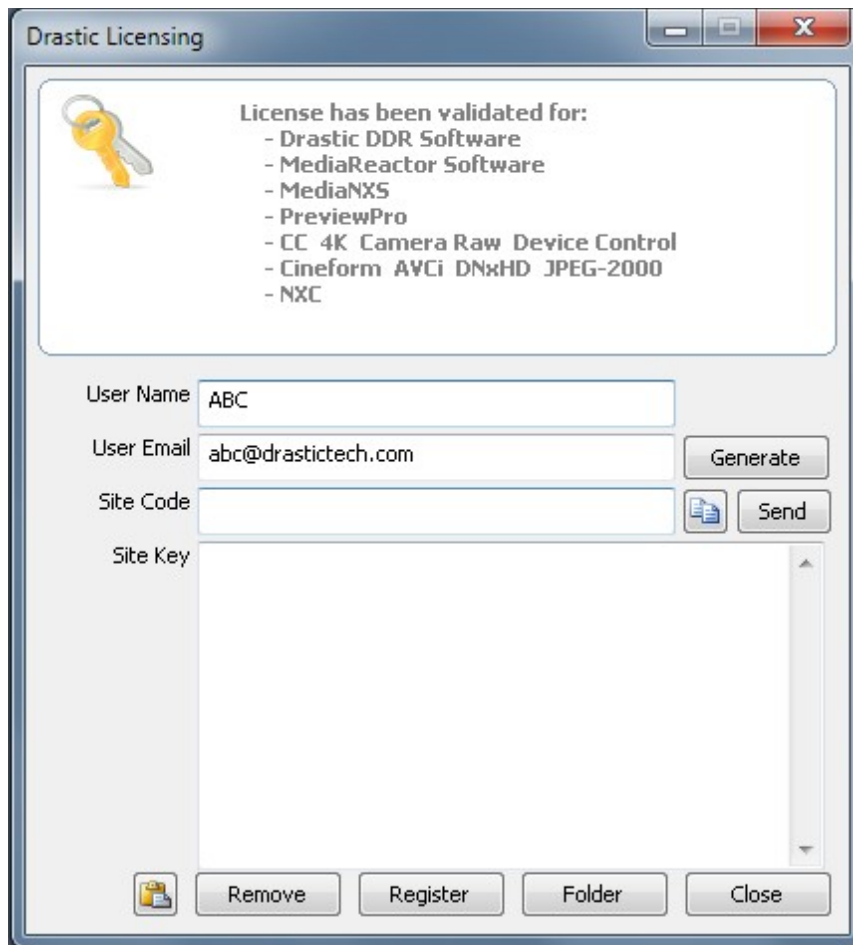 Drastic Licensing
License has been validated for:
- Drastic DDR Software
- MediaReactor Software
- MediaNXS
- PreviewPro
- CC 4K Camera Raw Device Control
- Cineform AVCi DNxHD JPEG-2000
- NXC
User Name ABC
User Email abc@drastictech.com Generate
Site Code Send
Site Key
Remove Register Folder Close